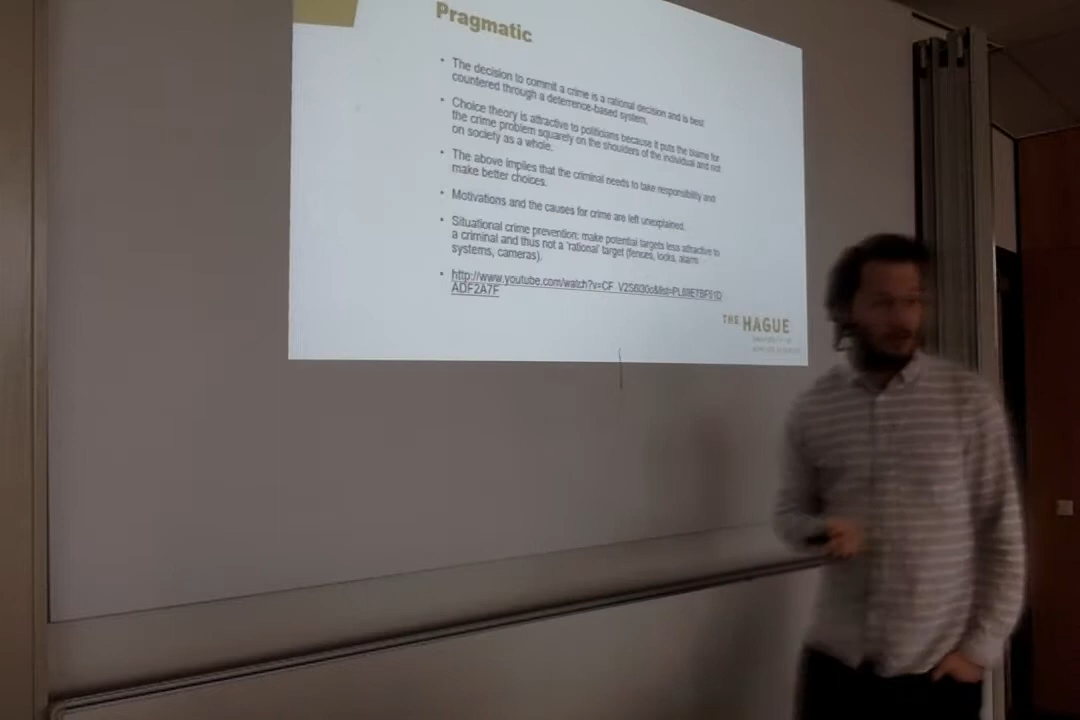 Pragmatic
• The decision to commit a crime is a rational decision and is best
countered through a deterrence-based system.
• Choice theory is attractive to politicians because it puts the blame for
the crime problem squarely on the shoulders of the individual and not
on society as a whole.
• The above implies that the criminal needs to take responsibility and
make better choices.
• Motivations and the causes for crime are left unexplained.
• Situational crime prevention: make potential targets less attractive to
a criminal and thus not a 'rational' target (fences, locks, alarm
systems, cameras).
ADF2A7F
THE HAGUE